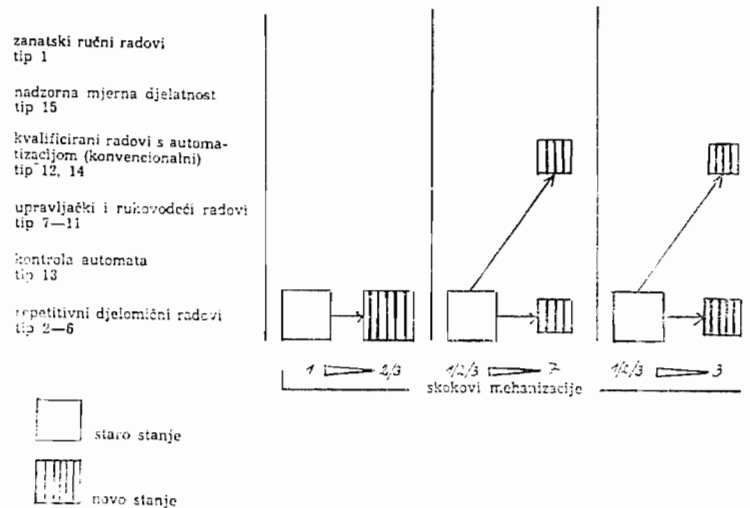 zanatski ručni radovi
tip 1
nadzorna mjerna djelatnost
tip 15
kvalificirani radovi s automa-
tizacijom (konvencionalni)
tip 12, 14
upravljački i rukovodeći radovi
tip 7—11
kontrola automata
tip 13
repetitivni djelomični radovi
tip 2—6
1 2/3 1/2/3 7 1/2/3 3
skokovi mehanizacije
staro stanje
novo stanje